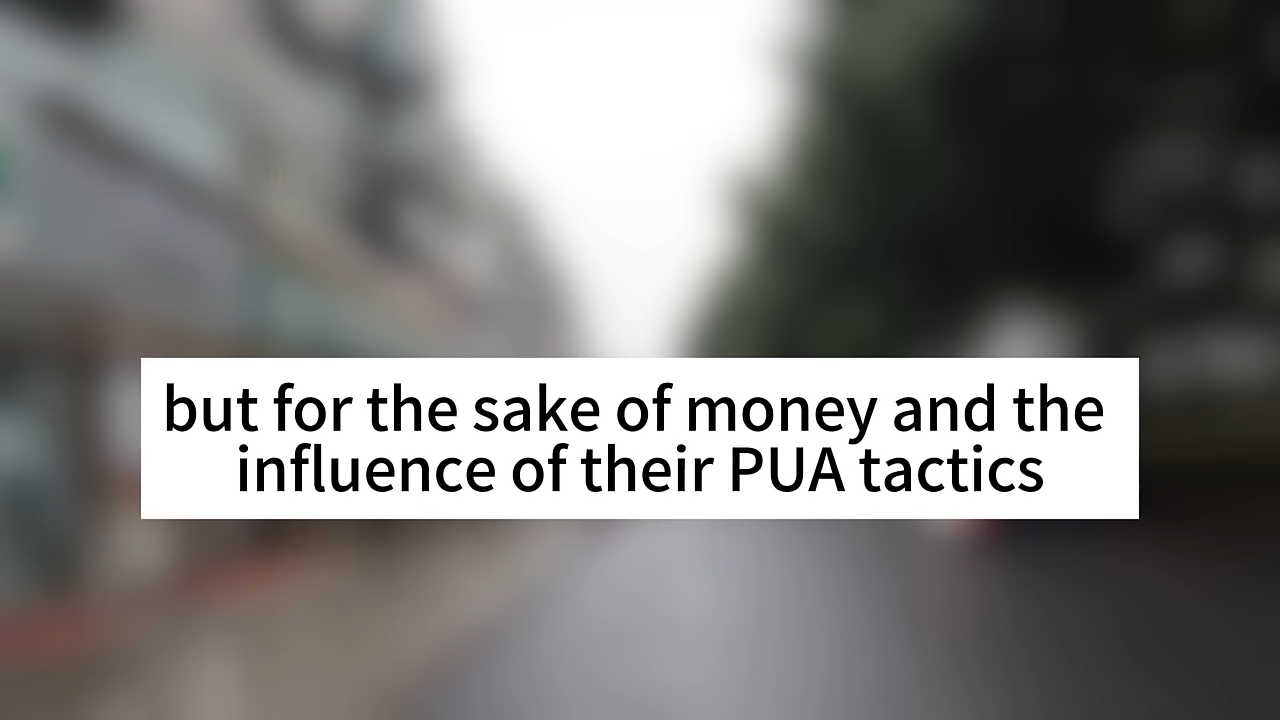 but for the sake of money and the
influence of their PUA tactics